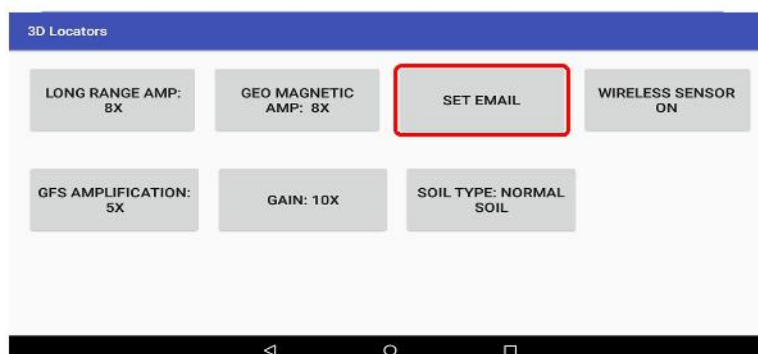 3D Locators
LONG RANGE AMP:
8X
GEO MAGNETIC
AMP: 8X
SET EMAIL
WIRELESS SENSOR
ON
GFS AMPLIFICATION:
5X
GAIN: 10X
SOIL TYPE: NORMAL
SOIL